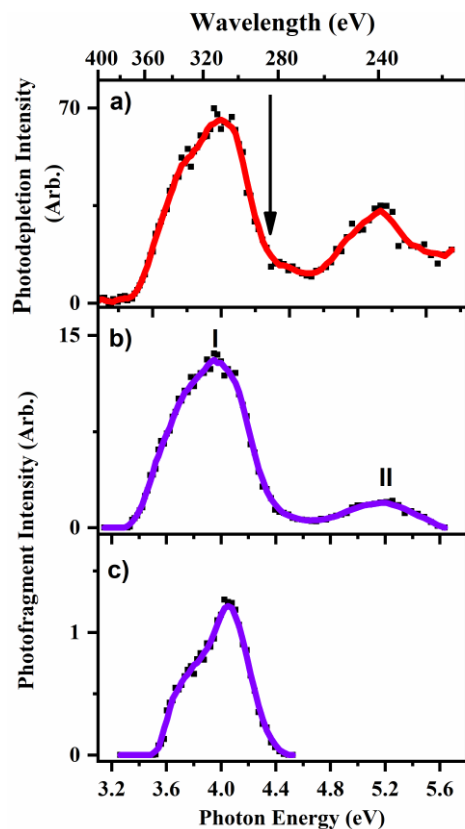 Wavelength (eV)
400 360 320 280 240
a)
70
0
Photodepletion Intensity
(Arb.)
b)
I
II
15
0
c)
1
0
Photofragment Intensity (Arb.)
3.2 3.6 4.0 4.4 4.8 5.2 5.6
Photon Energy (eV)